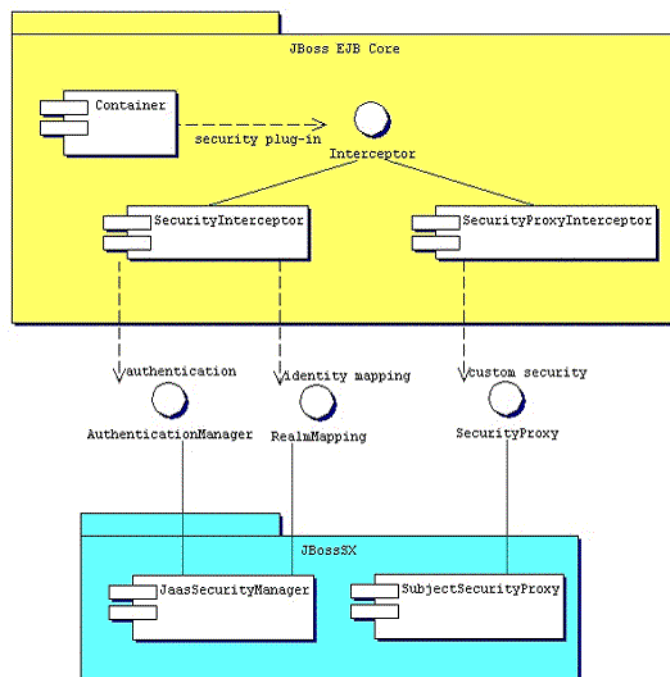 JBoss EJB Core
Container
security plug-in
Interceptor
SecurityInterceptor
SecurityProxyInterceptor
authentication
identity mapping
custom security
AuthenticationManager
RealmMapping
SecurityProxy
JBossSX
JaasSecurityManager
SubjectSecurityProxy